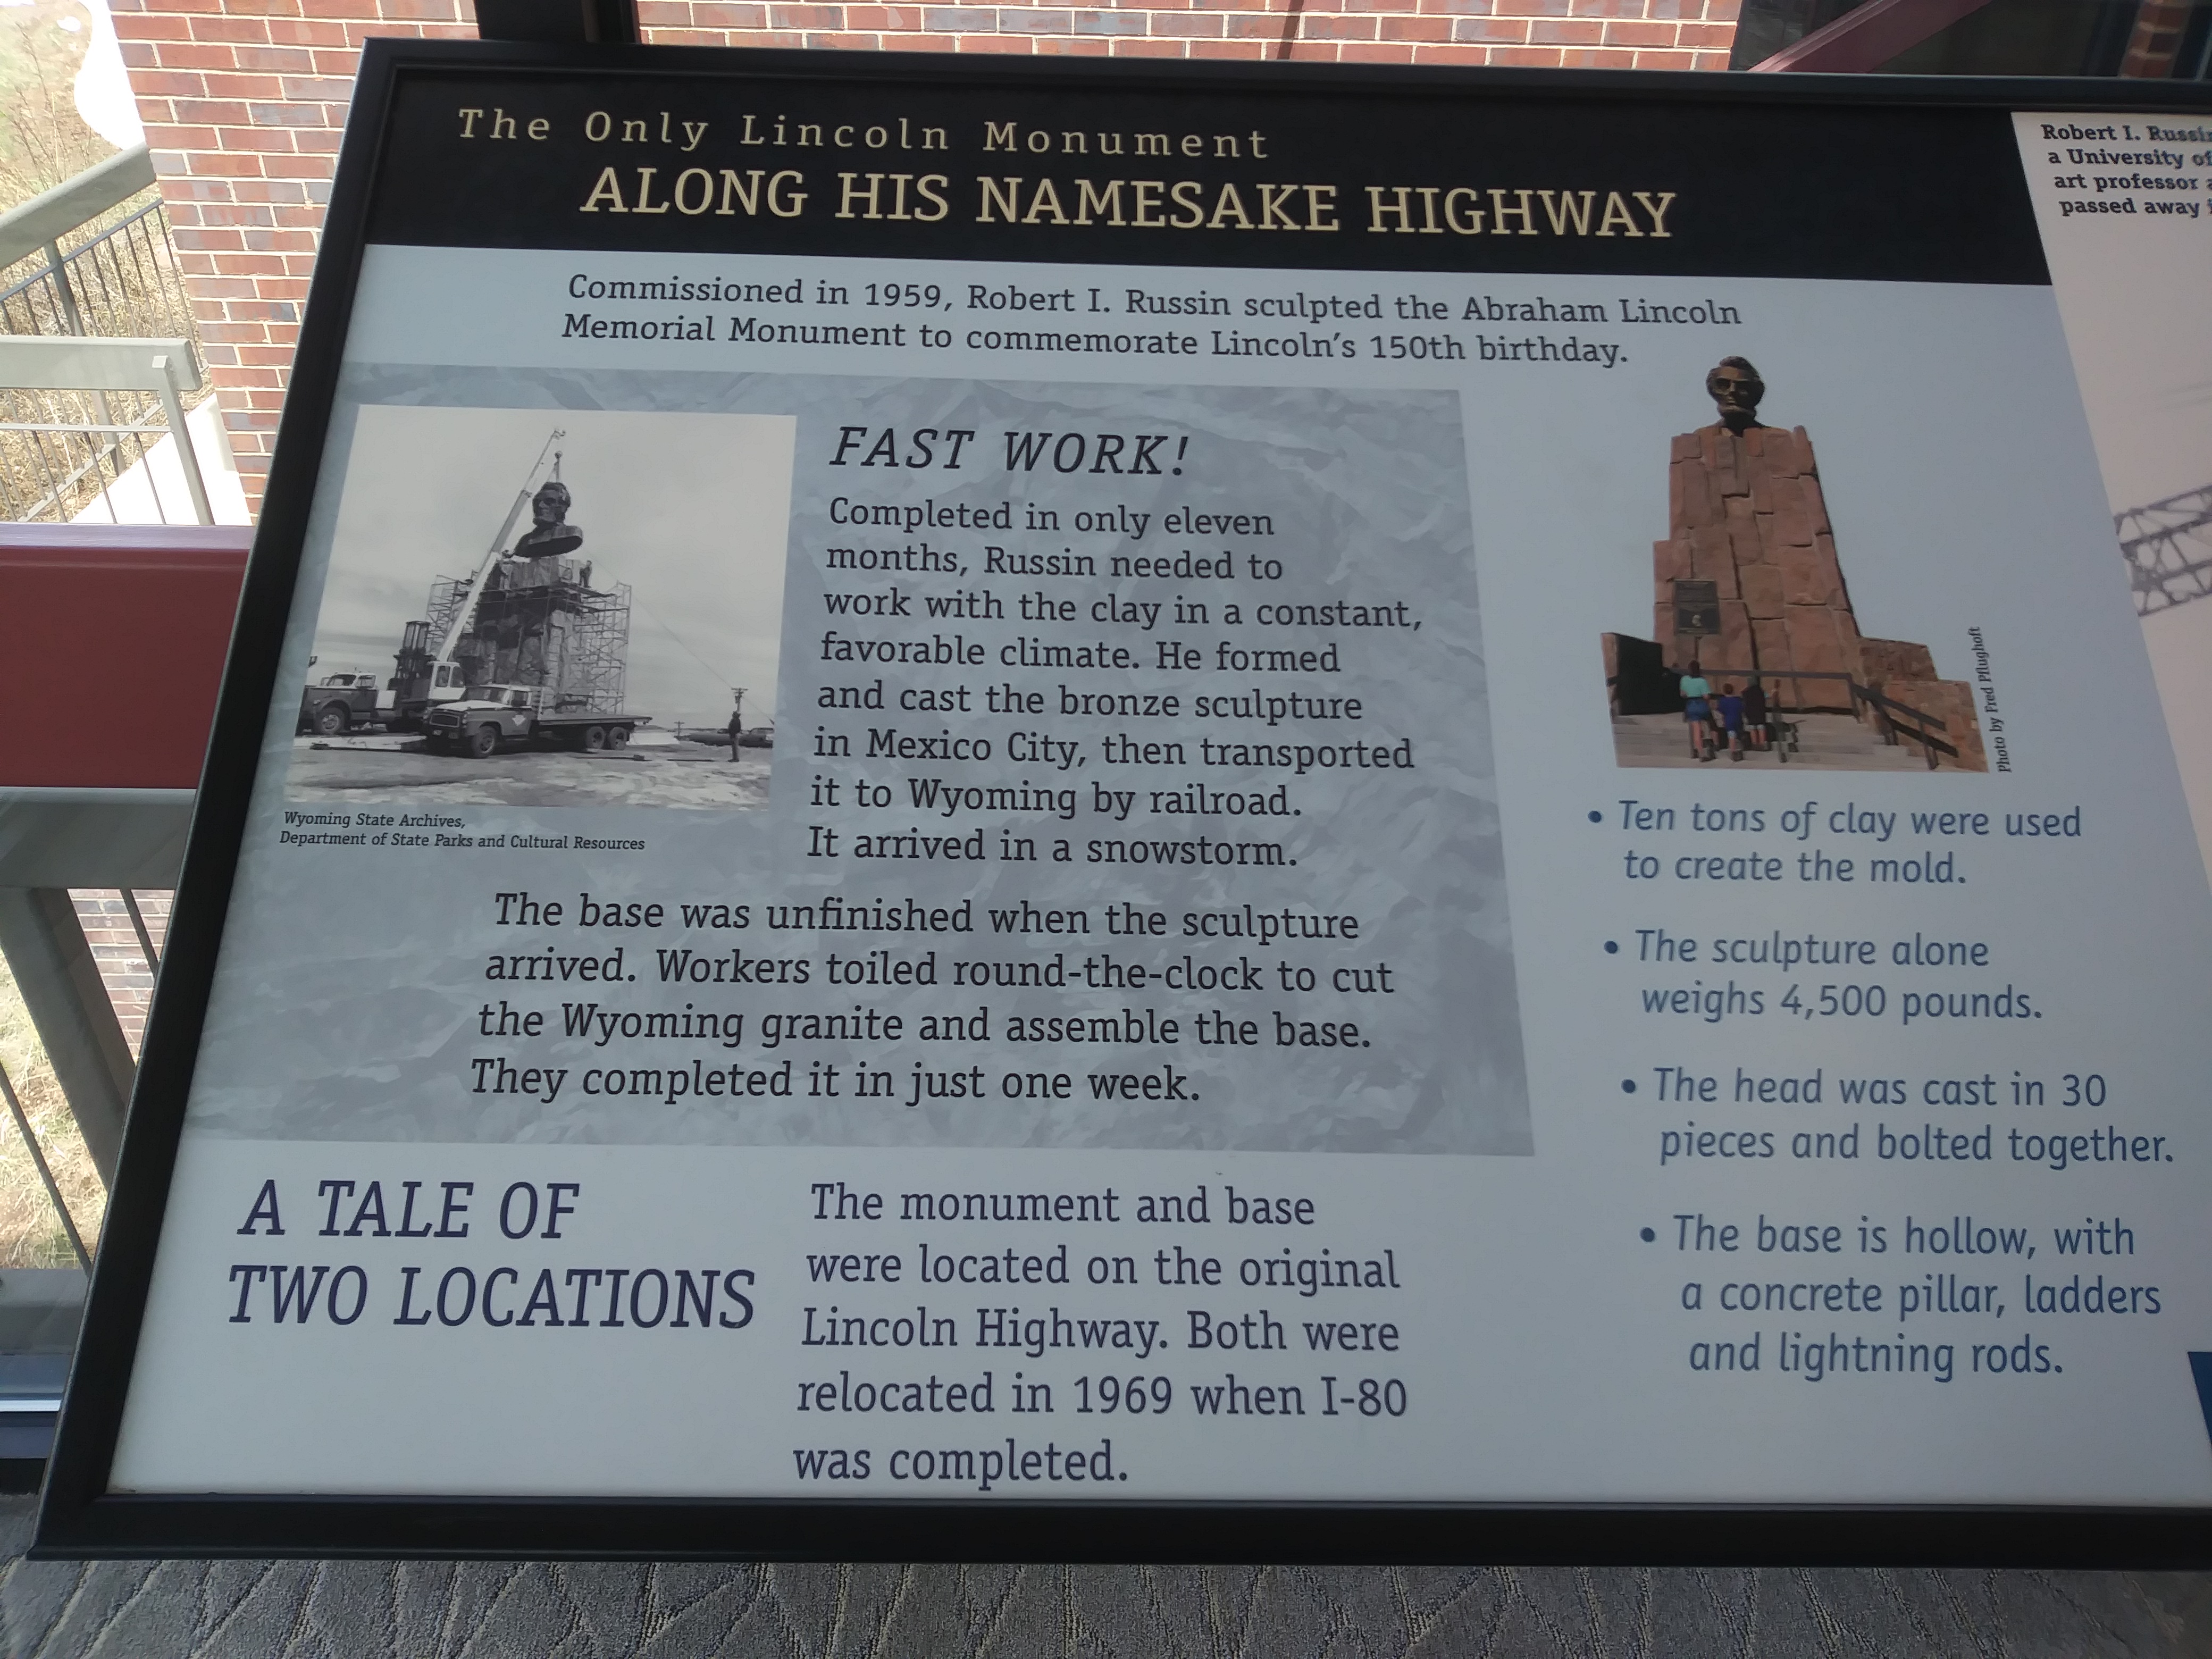 The Only Lincoln Monument
ALONG HIS NAMESAKE HIGHWAY
Commissioned in 1959, Robert I. Russin sculpted the Abraham Lincoln
Memorial Monument to commemorate Lincoln's 150th birthday.
FAST WORK!
Completed in only eleven
months, Russin needed to
work with the clay in a constant,
favorable climate. He formed
and cast the bronze sculpture
in Mexico City, then transported
it to Wyoming by railroad.
It arrived in a snowstorm.
Wyoming State Archives,
Department of State Parks and Cultural Resources
The base was unfinished when the sculpture
arrived. Workers toiled round-the-clock to cut
the Wyoming granite and assemble the base.
They completed it in just one week.
A TALE OF
TWO LOCATIONS
The monument and base
were located on the original
Lincoln Highway. Both were
relocated in 1969 when I-80
was completed.
Photo by Fred Pflughoft
• Ten tons of clay were used
to create the mold.
• The sculpture alone
weighs 4,500 pounds.
• The head was cast in 30
pieces and bolted together.
• The base is hollow, with
a concrete pillar, ladders
and lightning rods.
Robert I.
a University of
art professor
passed away